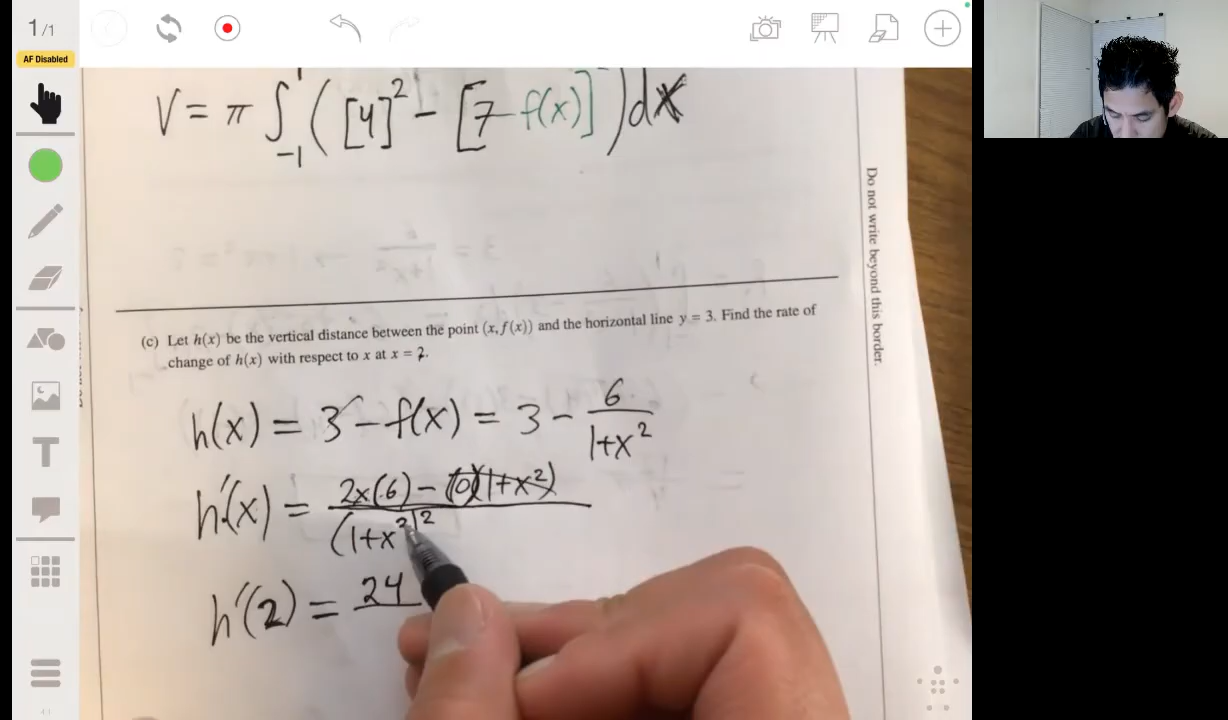 1/1
AF Disabled
V = π ∫₋₁¹ ( [4]² - [7 - f(x)] ) dx
Do not write beyond this border.
(c) Let h(x) be the vertical distance between the point (x, f(x)) and the horizontal line y = 3. Find the rate of
change of h(x) with respect to x at x = 2.
h(x) = 3 - f(x) = 3 - 6/(1+x²)
h'(x) = 2x(6) - (0)(1+x²)
(1+x²)²
h'(2) = 24
T